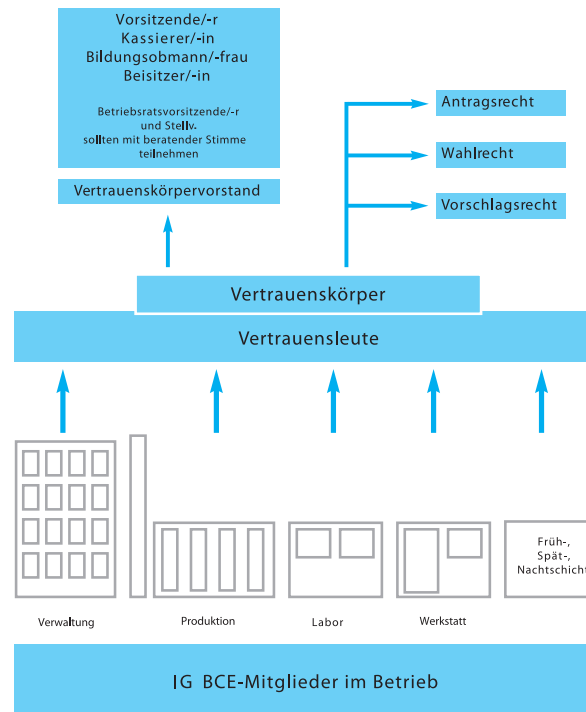 Vorsitzende/-r
Kassierer/-in
Bildungsobmann/-frau
Beisitzer/-in
Betriebsratsvorsitzende/-r
und Stellv.
sollten mit beratender Stimme
teilnehmen
Vertrauenskörpervorstand
Antragsrecht
Wahlrecht
Vorschlagsrecht
Vertrauenskörper
Vertrauensleute
Früh-,
Spät-,
Nachtschicht
Verwaltung
Produktion
Labor
Werkstatt
IG BCE-Mitglieder im Betrieb